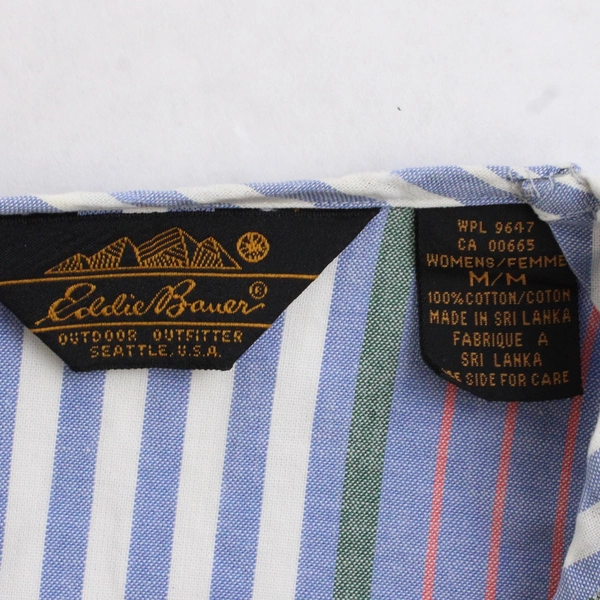 Eddie Bauer ©
OUTDOOR OUTFITTER
SEATTLE, U.S.A.
WPL 9647
CA 00665
WOMENS/FEMME
M/M
100% COTTON/COTON
MADE IN SRI LANKA
FABRIQUE A
SRI LANKA
SIDE FOR CARE